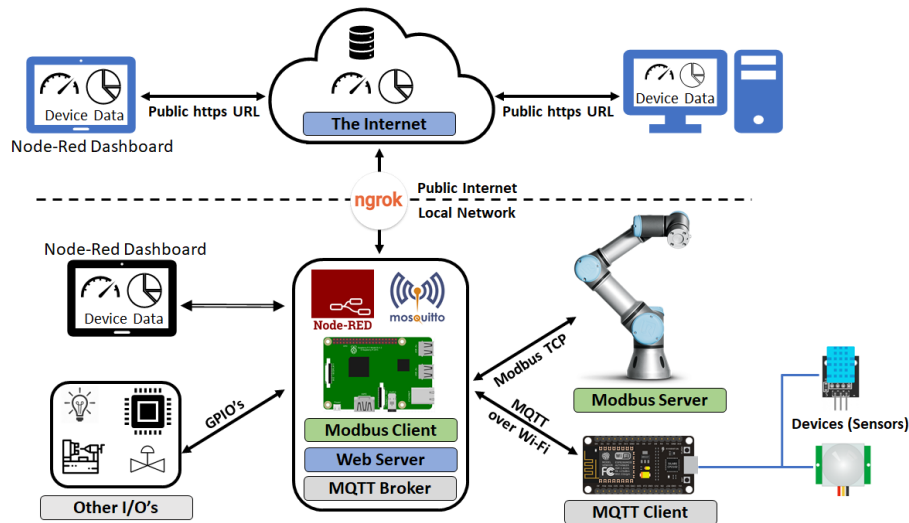 Device Data
Node-Red Dashboard
Public https URL
The Internet
Public https URL
Device Data
ngrok
Public Internet
Local Network
Node-Red Dashboard
Device Data
Node-RED
mosquitto
Modbus TCP
Modbus Server
GPIO's
MQTT
over Wi-Fi
Devices (Sensors)
Modbus Client
Web Server
MQTT Broker
Other I/O's
MQTT Client